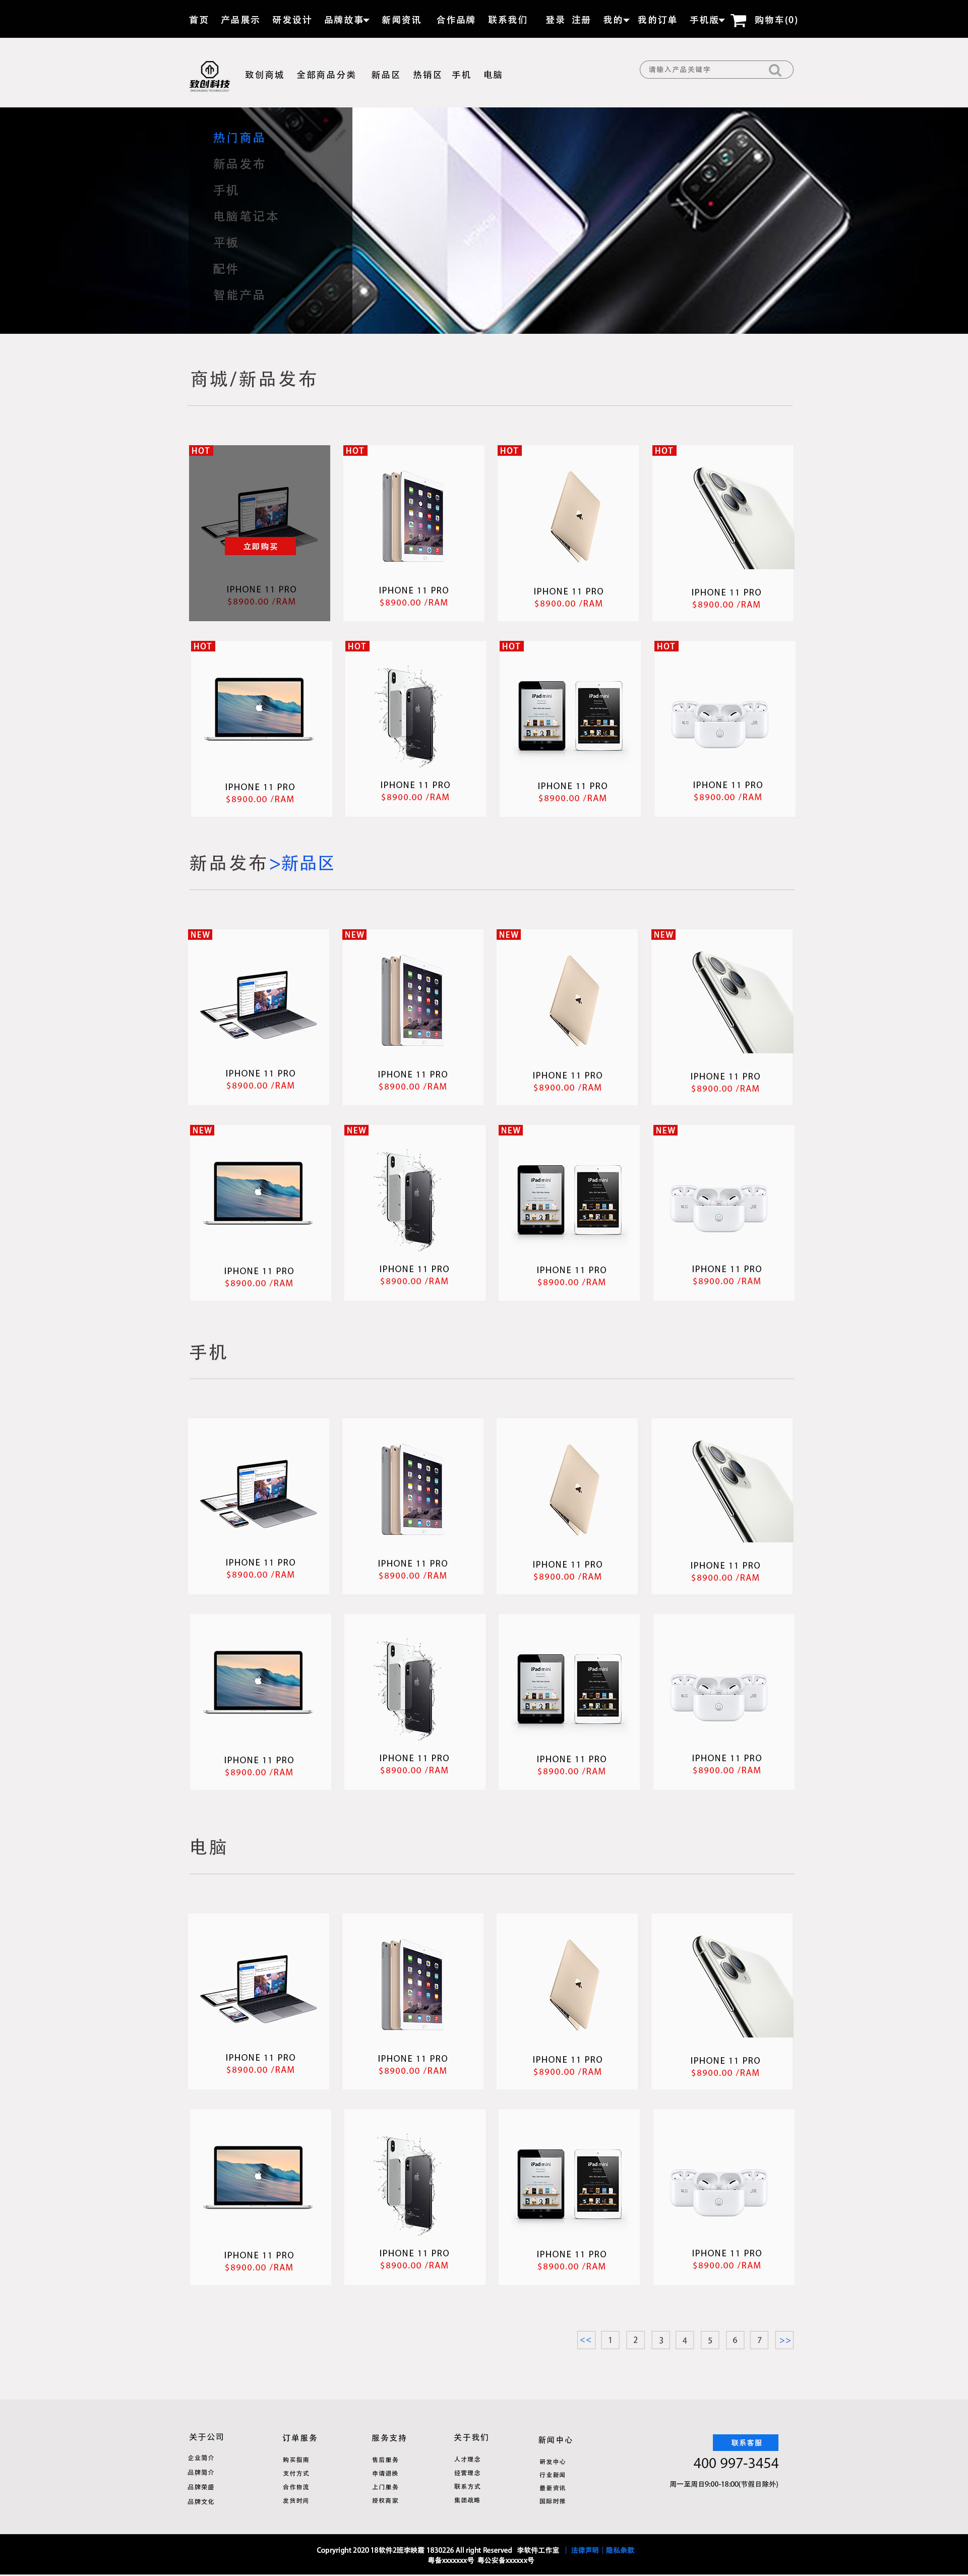 首页 产品展示 研发设计 品牌故事 新闻资讯 合作品牌 联系我们 登录 注册 我的 我的订单 手机版 购物车(0)
致创科技
致创商城 全部商品分类 新品区 热销区 手机 电脑
请输入产品关键字
热门商品
新品发布
手机
电脑笔记本
平板
配件
智能产品
HONOR
商城/新品发布
HOT HOT HOT HOT
立即购买
IPHONE 11 PRO IPHONE 11 PRO IPHONE 11 PRO IPHONE 11 PRO
$8900.00 /RAM $8900.00 /RAM $8900.00 /RAM $8900.00 /RAM
HOT HOT HOT HOT
iPad mini iPad mini
IPHONE 11 PRO IPHONE 11 PRO IPHONE 11 PRO IPHONE 11 PRO
$8900.00 /RAM $8900.00 /RAM $8900.00 /RAM $8900.00 /RAM
新品发布>新品区
NEW NEW NEW NEW
IPHONE 11 PRO IPHONE 11 PRO IPHONE 11 PRO IPHONE 11 PRO
$8900.00 /RAM $8900.00 /RAM $8900.00 /RAM $8900.00 /RAM
NEW NEW NEW NEW
iPad mini iPad mini
IPHONE 11 PRO IPHONE 11 PRO IPHONE 11 PRO IPHONE 11 PRO
$8900.00 /RAM $8900.00 /RAM $8900.00 /RAM $8900.00 /RAM
手机
IPHONE 11 PRO IPHONE 11 PRO IPHONE 11 PRO IPHONE 11 PRO
$8900.00 /RAM $8900.00 /RAM $8900.00 /RAM $8900.00 /RAM
iPad mini iPad mini
IPHONE 11 PRO IPHONE 11 PRO IPHONE 11 PRO IPHONE 11 PRO
$8900.00 /RAM $8900.00 /RAM $8900.00 /RAM $8900.00 /RAM
电脑
IPHONE 11 PRO IPHONE 11 PRO IPHONE 11 PRO IPHONE 11 PRO
$8900.00 /RAM $8900.00 /RAM $8900.00 /RAM $8900.00 /RAM
iPad mini iPad mini
IPHONE 11 PRO IPHONE 11 PRO IPHONE 11 PRO IPHONE 11 PRO
$8900.00 /RAM $8900.00 /RAM $8900.00 /RAM $8900.00 /RAM
<< 1 2 3 4 5 6 7 >>
关于公司
企业简介
品牌简介
品牌荣盛
品牌文化
订单服务
购买指南
支付方式
合作物流
发货时间
服务支持
售后服务
申请退换
上门服务
授权商家
关于我们
人才理念
经营理念
联系方式
集团战略
新闻中心
研发中心
行业新闻
最新资讯
国际时报
联系客服
400 997-3454
周一至周日9:00-18:00(节假日除外)
Copryright 2020 18软件2班李映霞 1830226 All right Reserved 李软件工作室 | 法律声明 | 隐私条款
粤备xxxxxxx号 粤公安备xxxxxx号